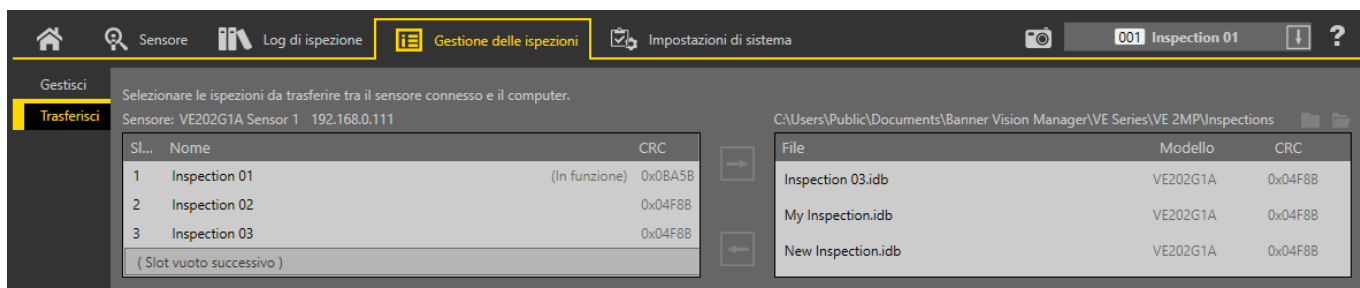 Sensore Log di ispezione Gestione delle ispezioni Impostazioni di sistema 001 Inspection 01 ?
Gestisci
Trasferisci
Selezionare le ispezioni da trasferire tra il sensore connesso e il computer.
Sensore: VE202G1A Sensor 1 192.168.0.111
Sl... Nome CRC
1 Inspection 01 (In funzione) 0x0BA5B
2 Inspection 02 0x04F8B
3 Inspection 03 0x04F8B
( Slot vuoto successivo )
C:\Users\Public\Documents\Banner Vision Manager\VE Series\VE 2MP\Inspections
File Modello CRC
Inspection 03.idb VE202G1A 0x04F8B
My Inspection.idb VE202G1A 0x04F8B
New Inspection.idb VE202G1A 0x04F8B